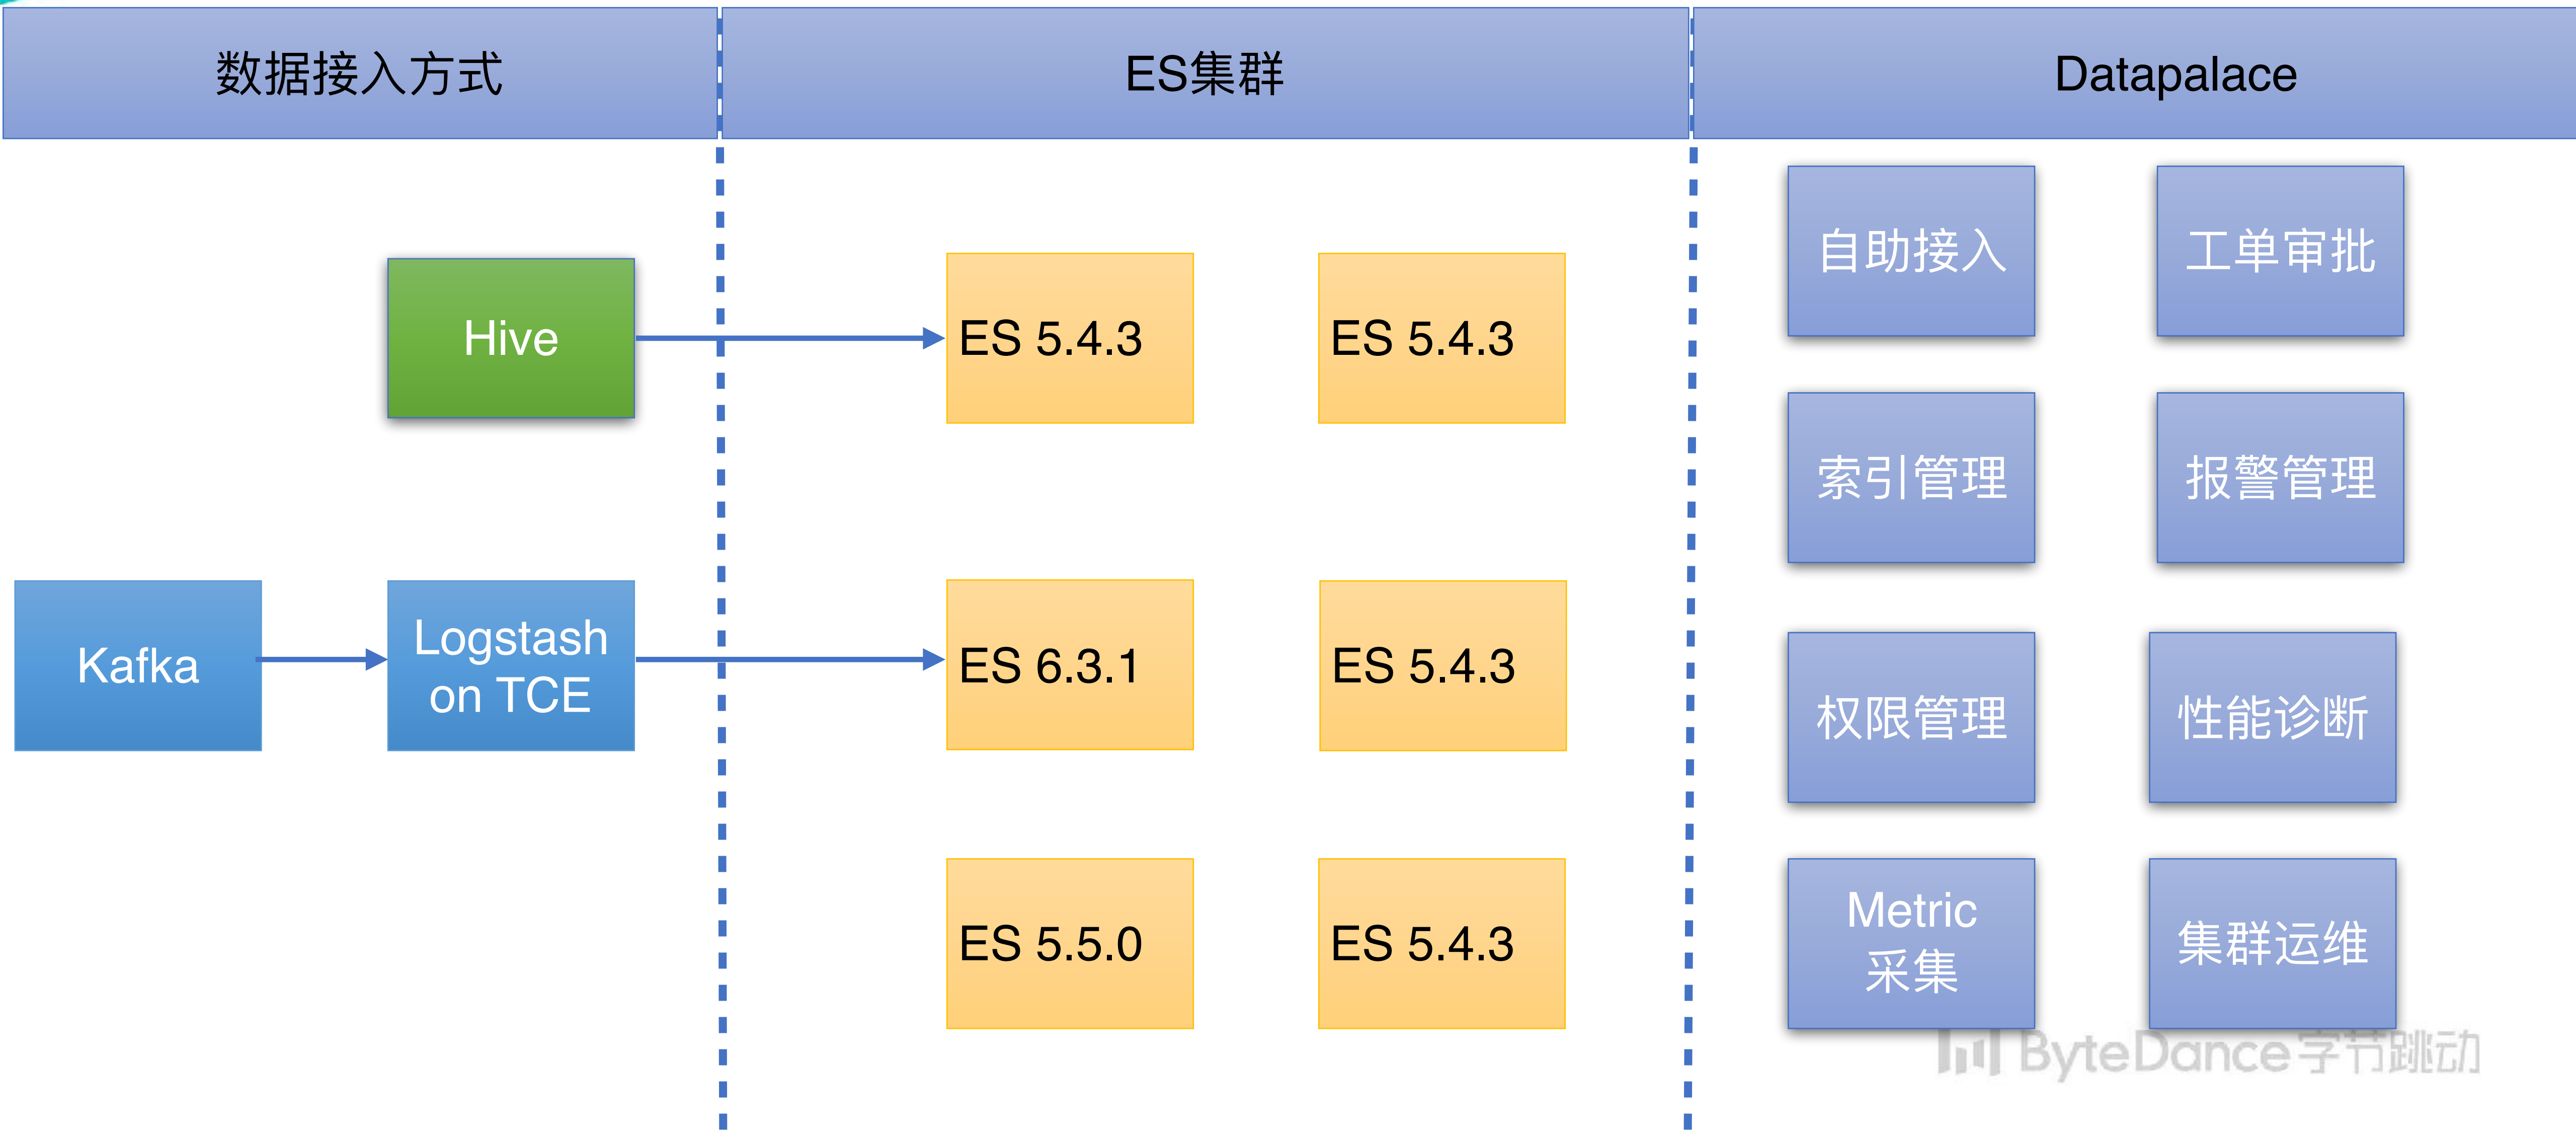 数据接入方式
ES集群
Datapalace
Hive
ES 5.4.3
ES 5.4.3
自助接入
工单审批
索引管理
报警管理
Kafka
Logstash
on TCE
ES 6.3.1
ES 5.4.3
权限管理
性能诊断
ES 5.5.0
ES 5.4.3
Metric
采集
集群运维
ByteDance字节跳动